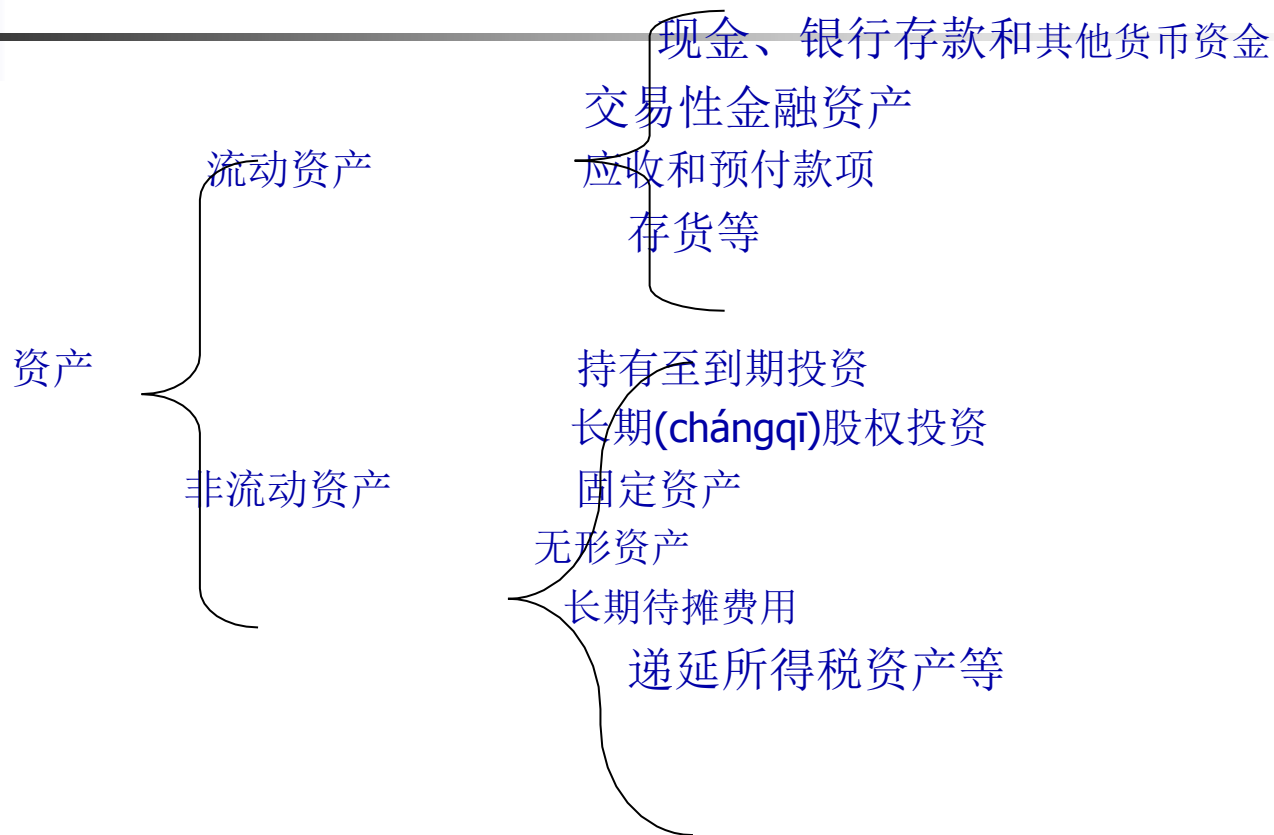 现金、银行存款和其他货币资金
交易性金融资产
流动资产
应收和预付款项
存货等
资产
持有至到期投资
长期(chángqī)股权投资
非流动资产
固定资产
无形资产
长期待摊费用
递延所得税资产等